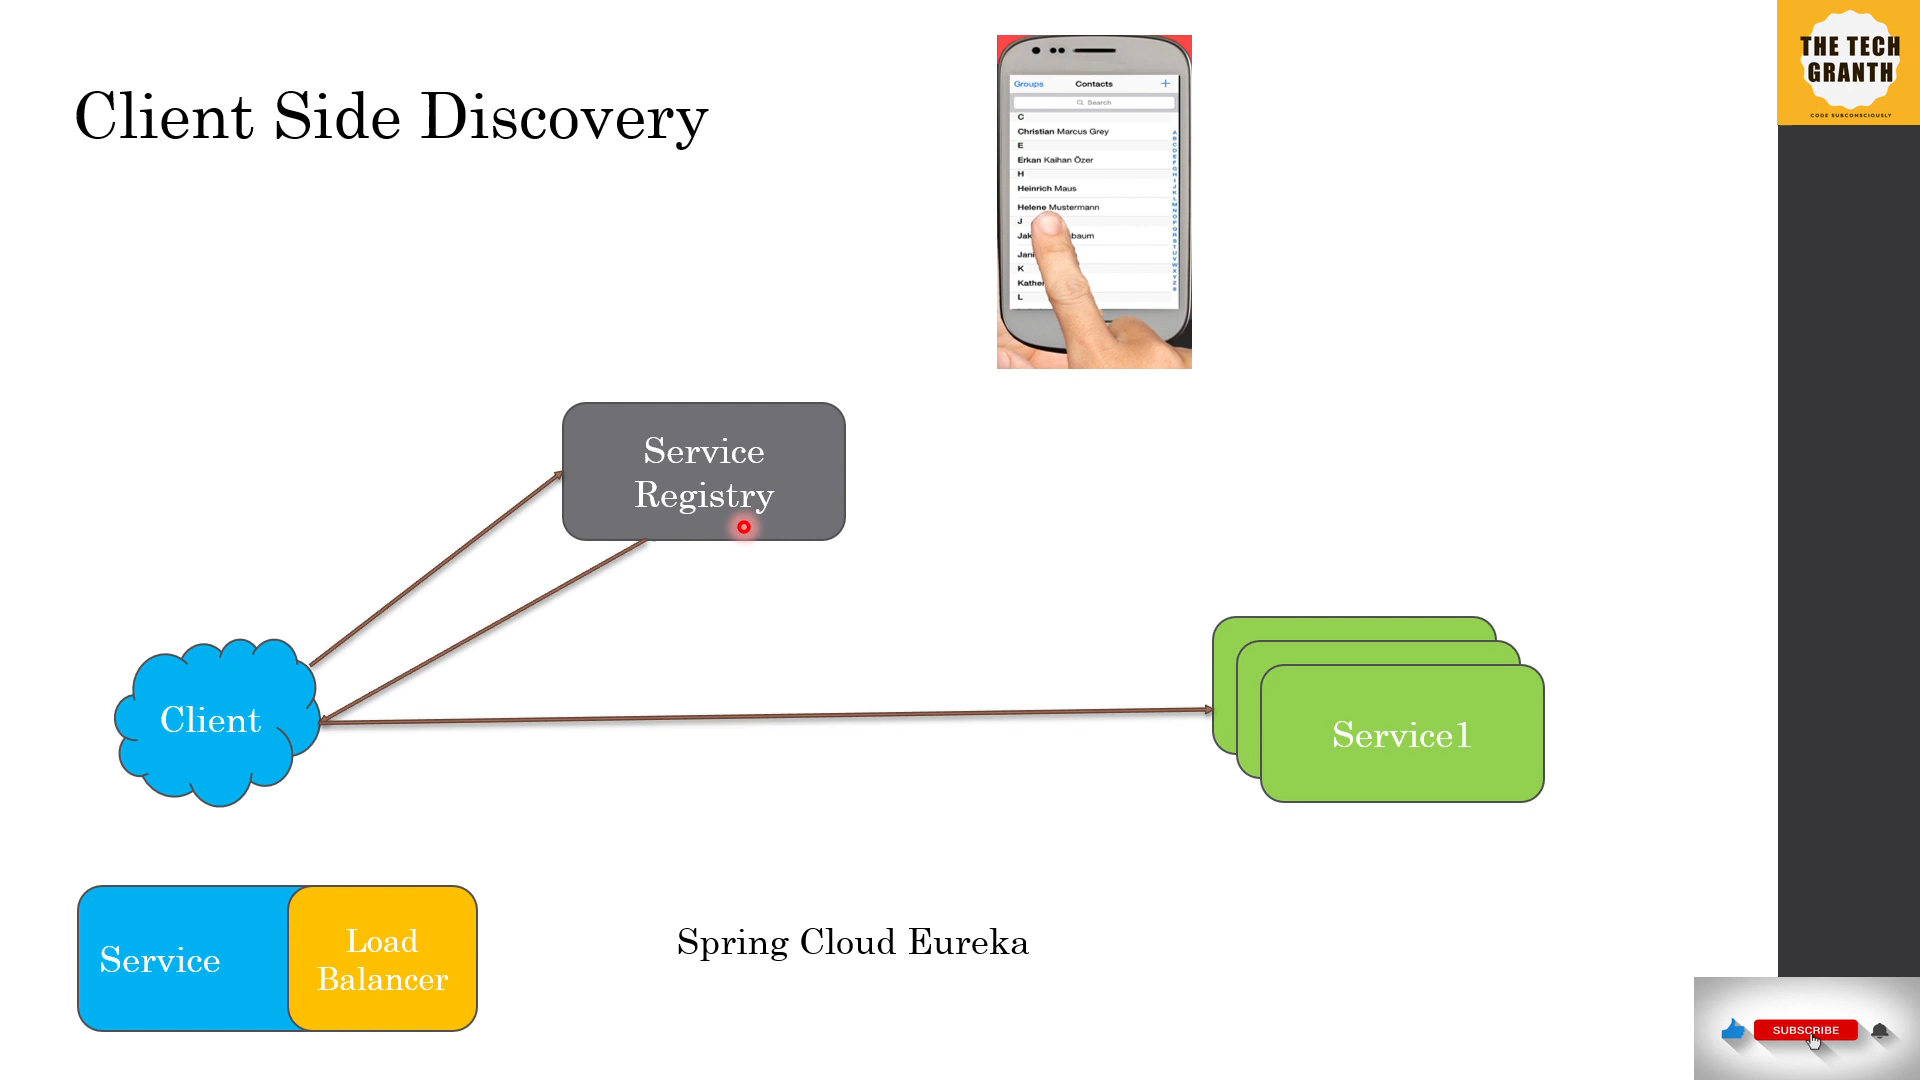 Client Side Discovery
THE TECH
GRANTH
CODE SUBCONSCIOUSLY
Groups Contacts +
Search
C
Christian Marcus Grey
E
Erkan Kaihan Özer
H
Heinrich Maus
Helene Mustermann
J
K
L
Service
Registry
Client
Service1
Service
Load
Balancer
Spring Cloud Eureka
SUBSCRIBE